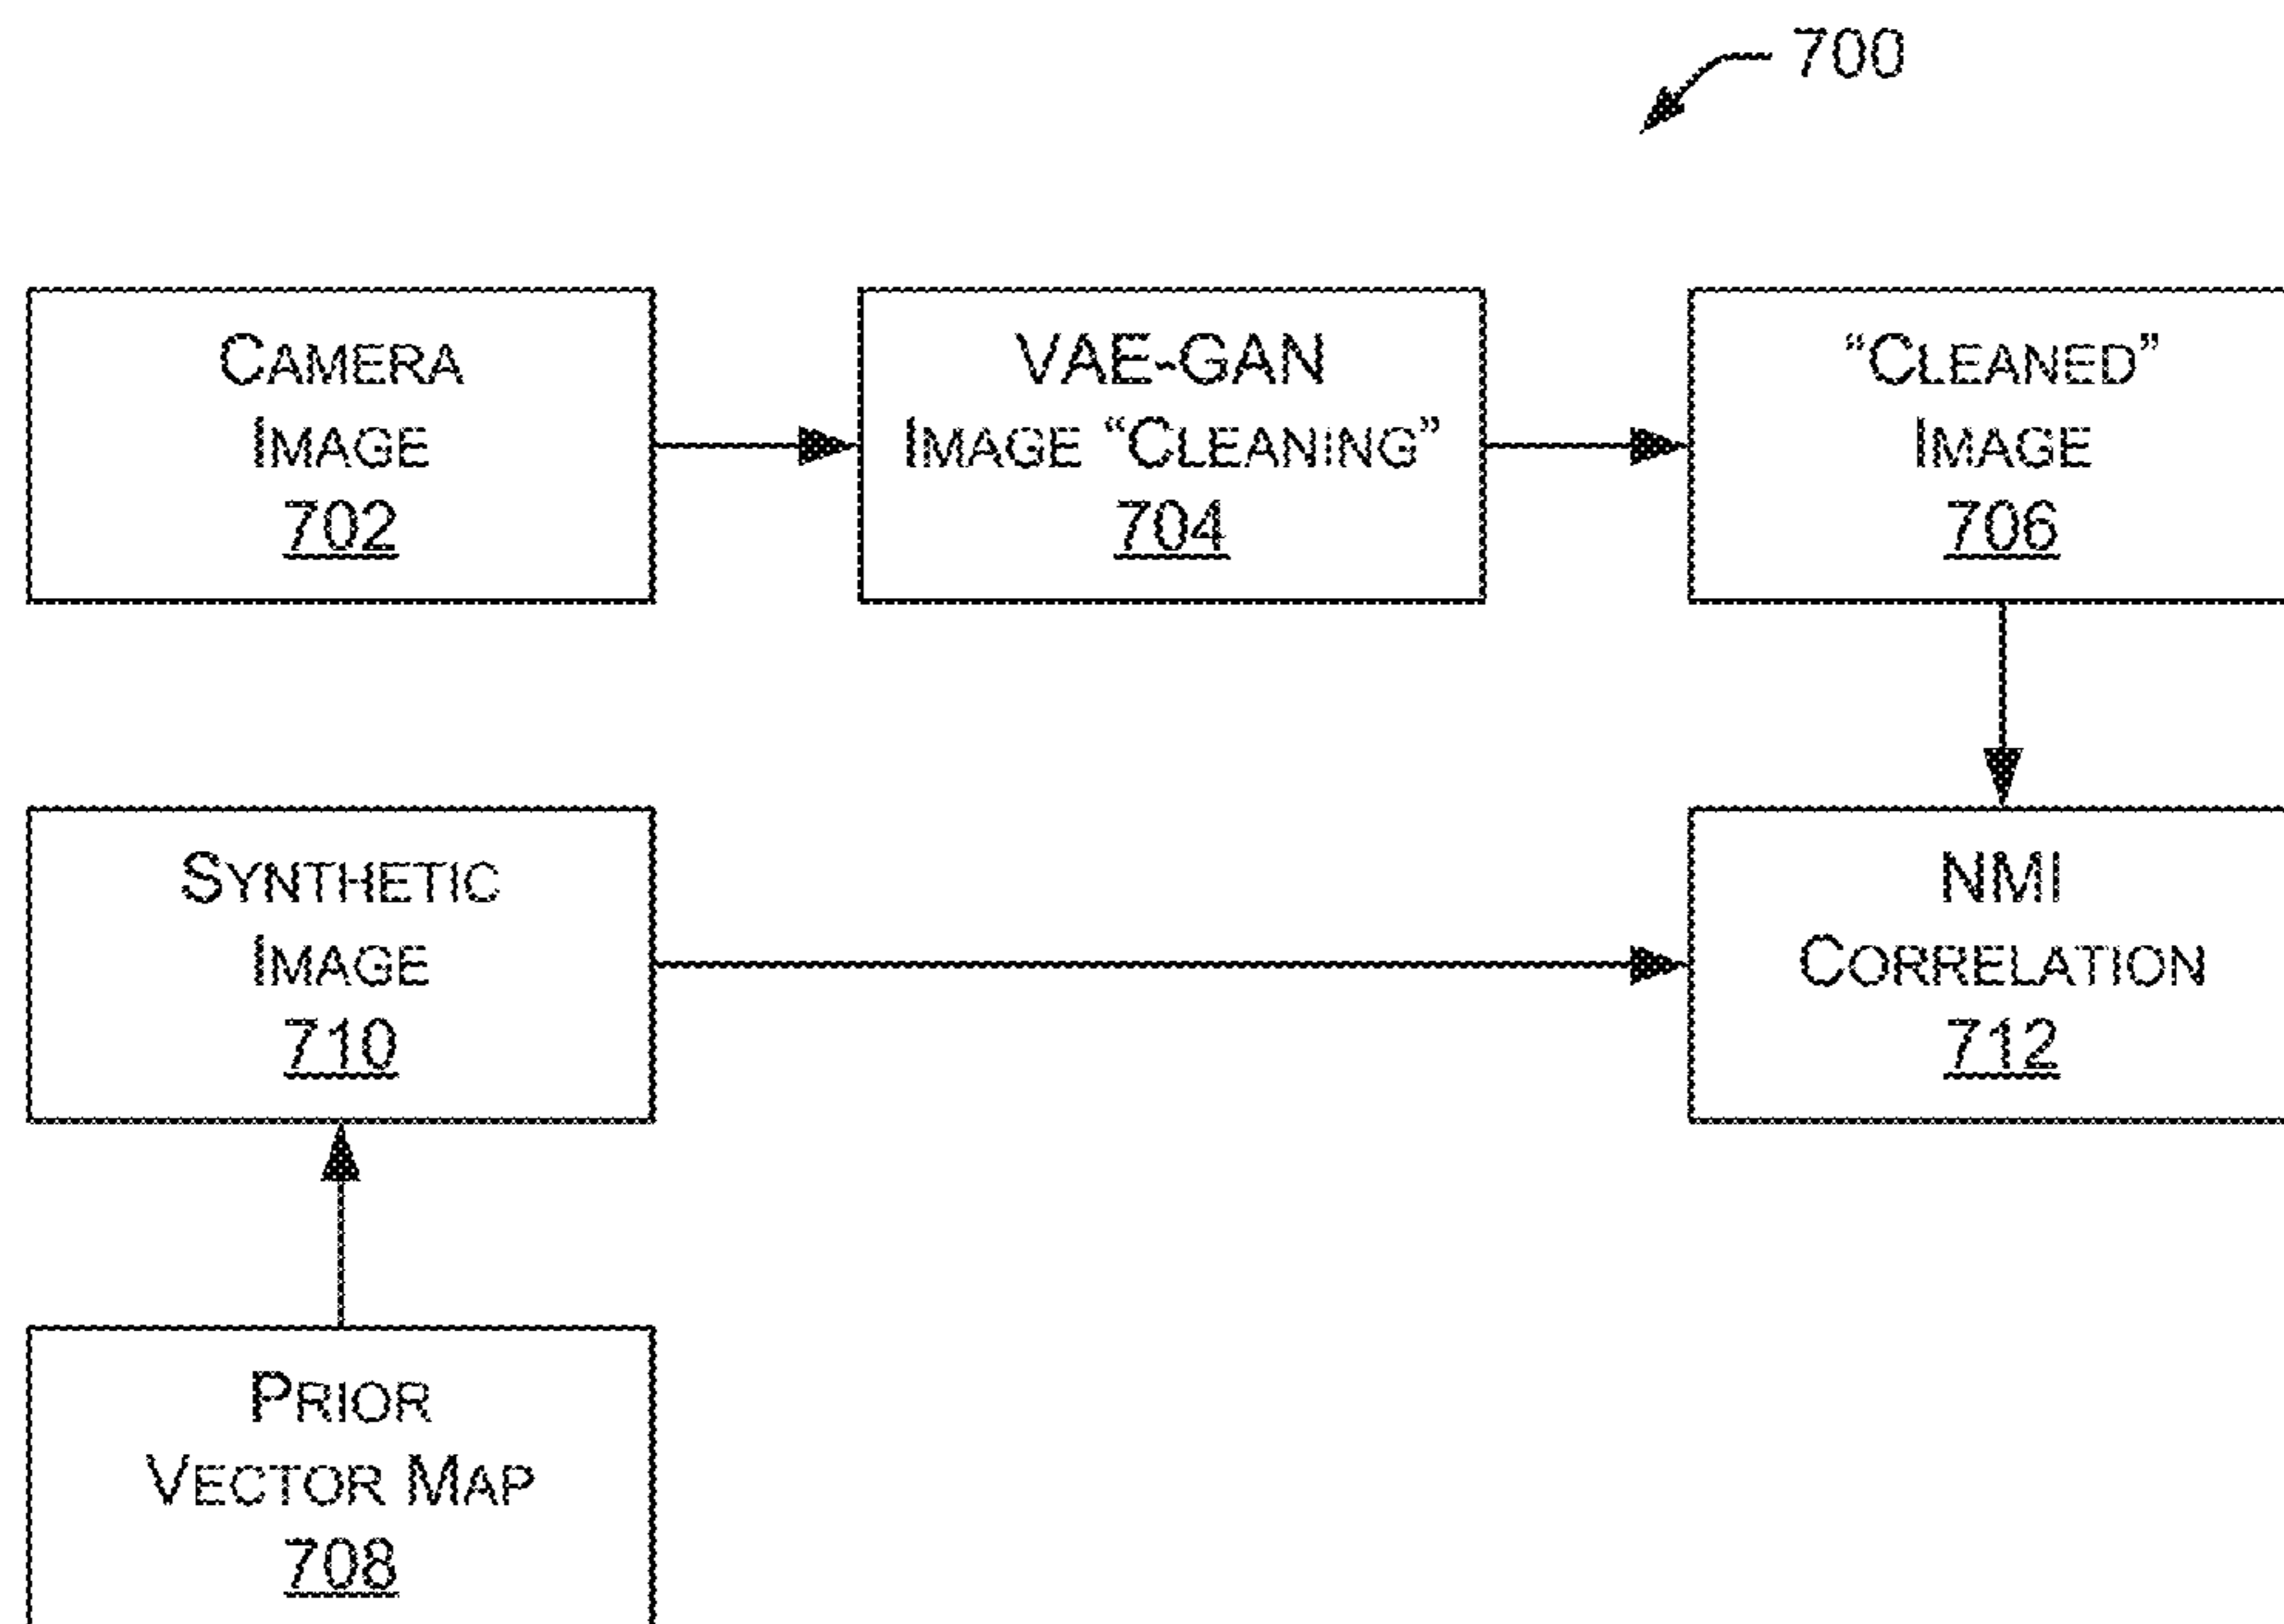 700
CAMERA
IMAGE
702
VAE-GAN
IMAGE “CLEANING”
704
“CLEANED”
IMAGE
706
SYNTHETIC
IMAGE
710
NMI
CORRELATION
712
PRIOR
VECTOR MAP
708